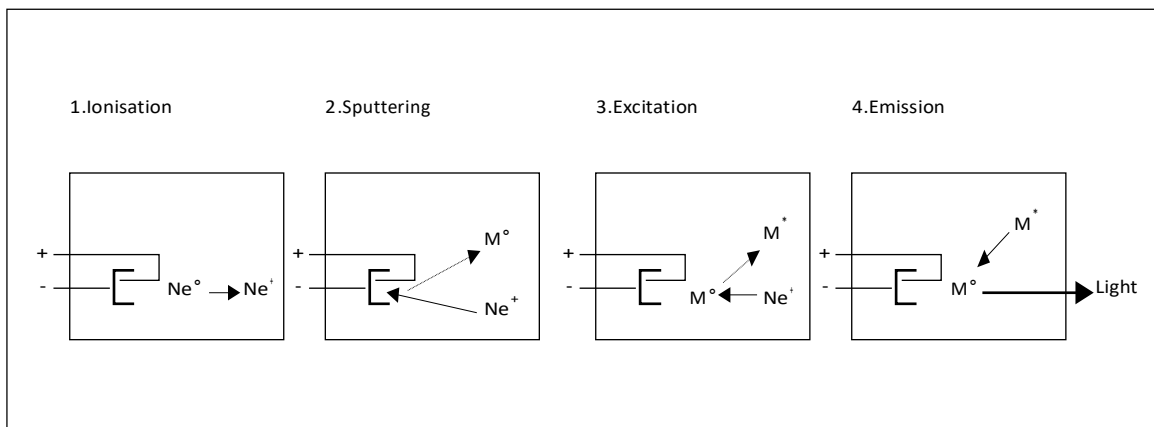 1.Ionisation
2.Sputtering
3.Excitation
4.Emission
+
-
Ne° Ne⁺
+
-
M°
Ne⁺
+
-
M*
M° Ne⁺
+
-
M*
M° Light